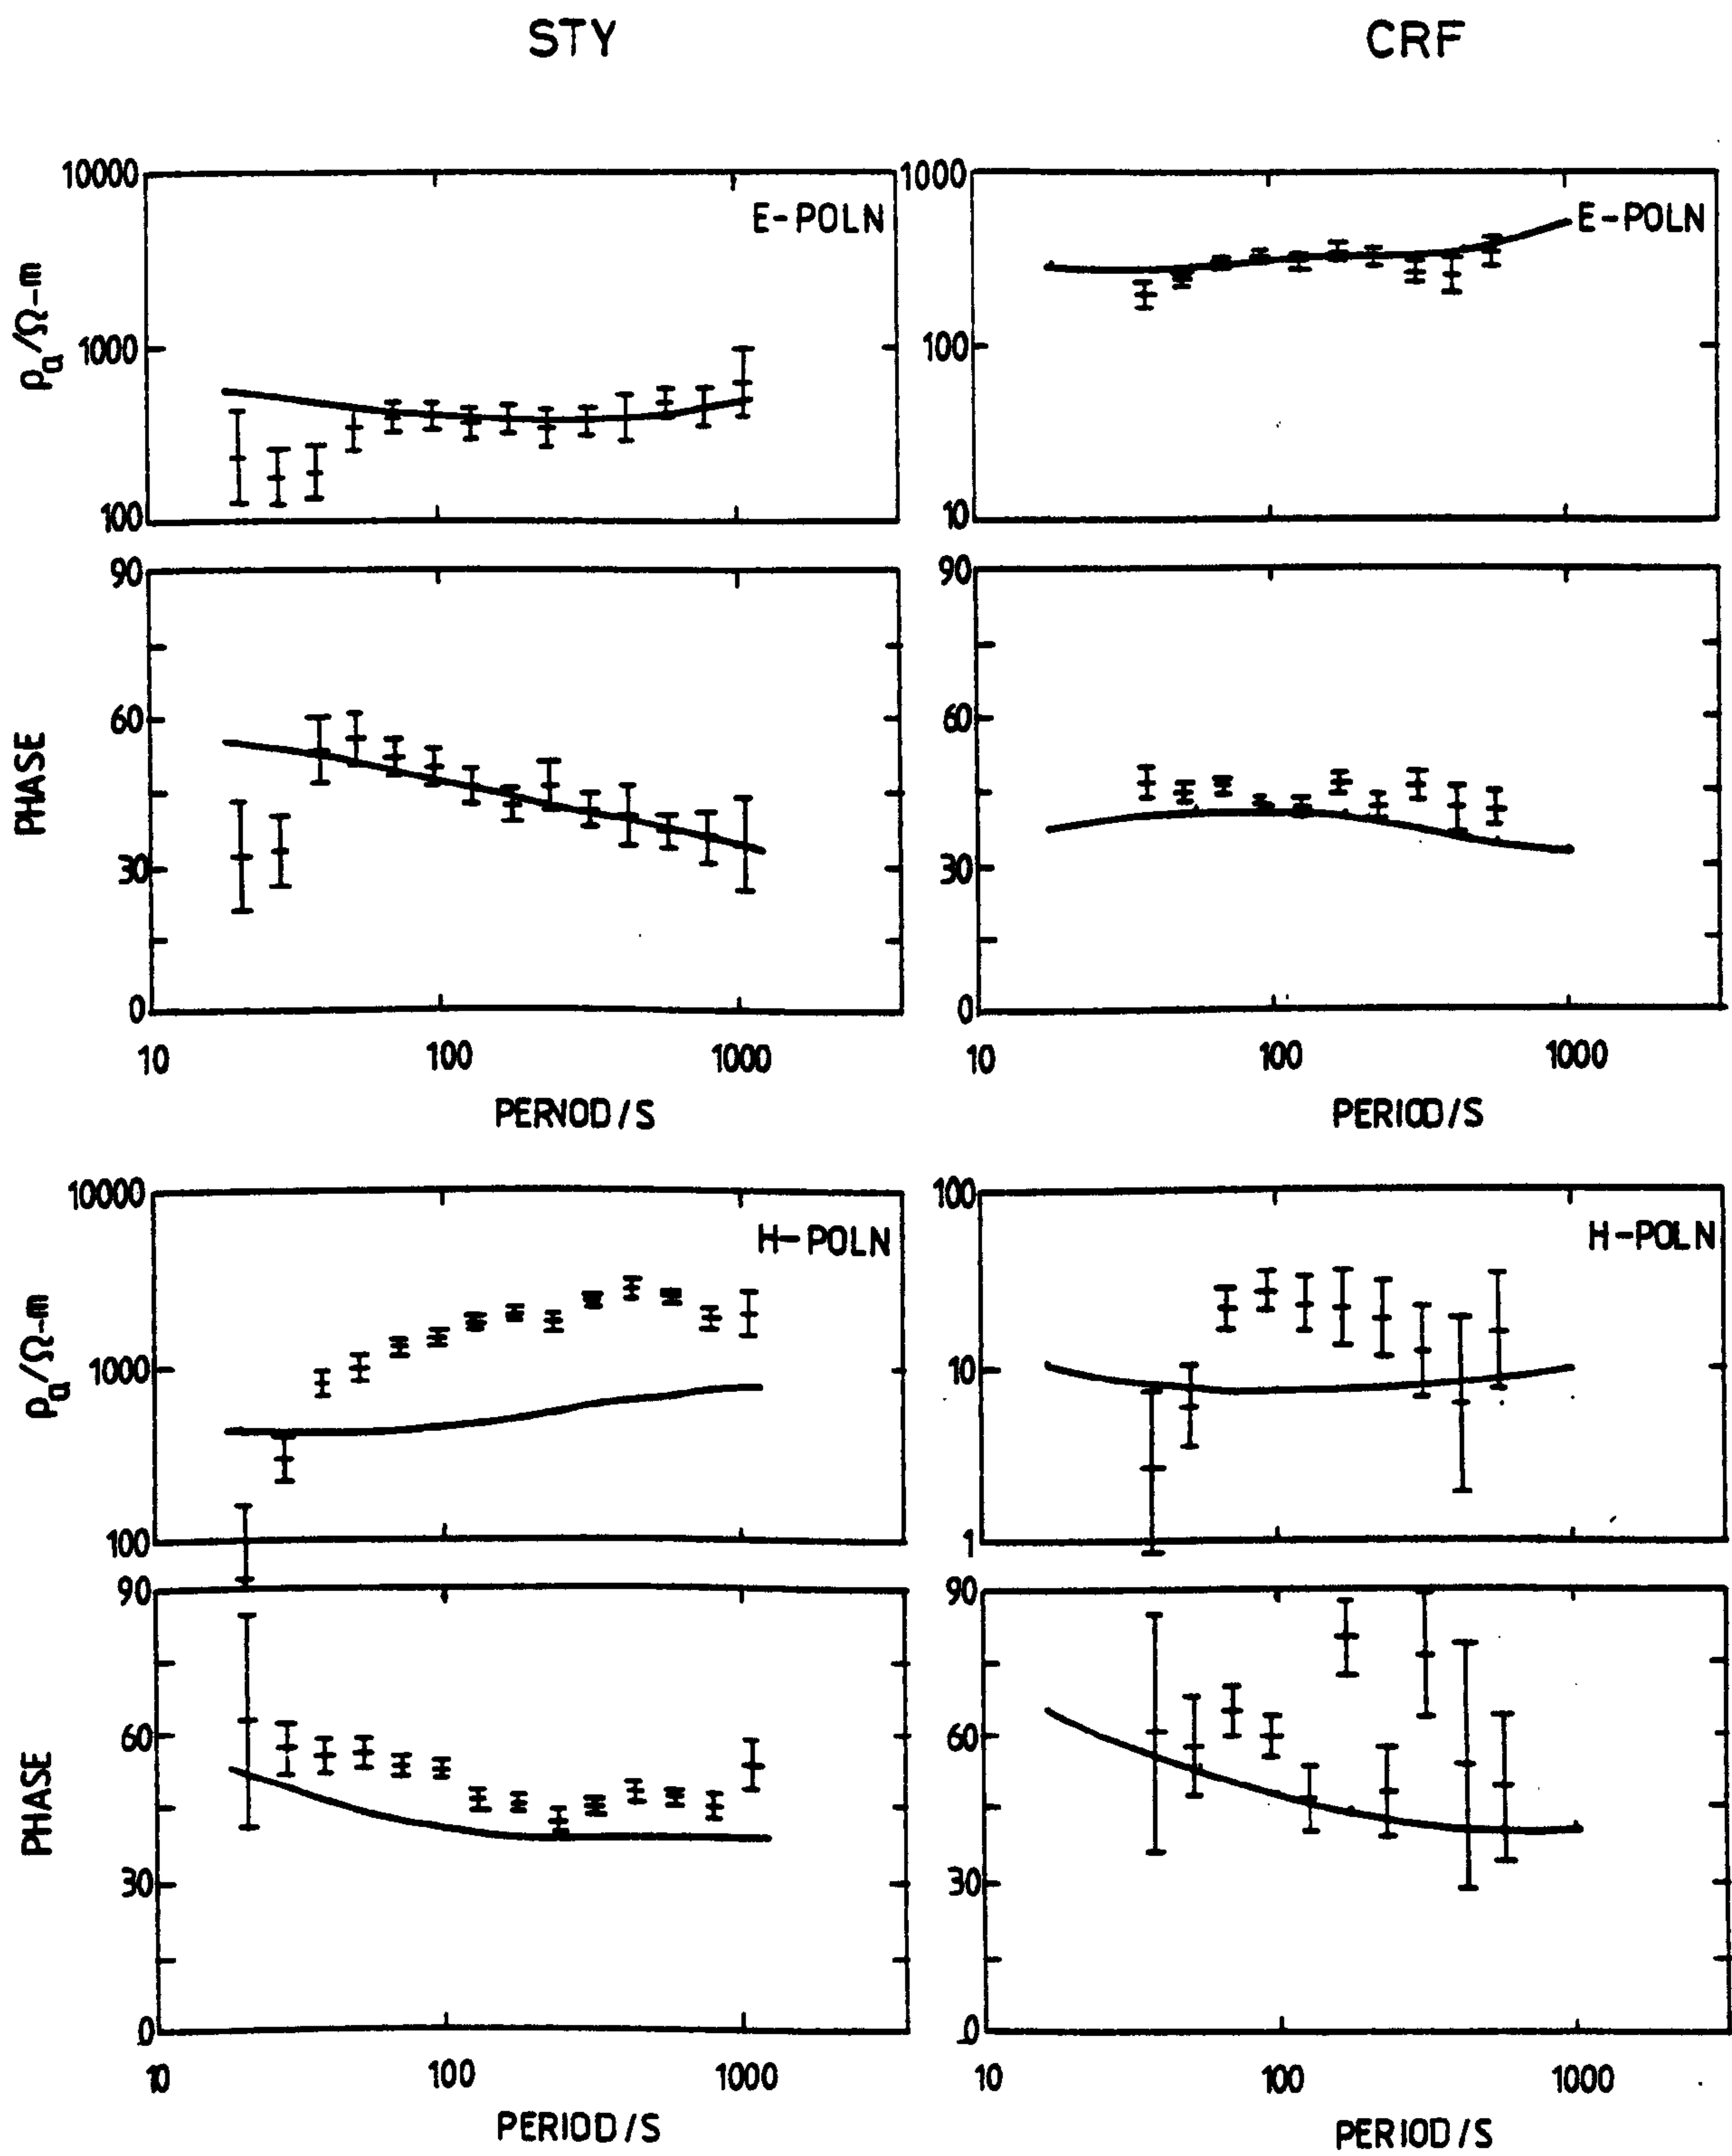 STY CRF
10000 1000
E-POLN E-POLN
ρa/Ω-m
1000 100
100 10
90 90
60 60
PHASE
30 30
0 0
10 100 1000 10 100 1000
PERIOD/S PERIOD/S
10000 100
H-POLN H-POLN
ρa/Ω-m
1000 10
100 1
90 90
60 60
PHASE
30 30
0 0
10 100 1000 10 100 1000
PERIOD/S PERIOD/S